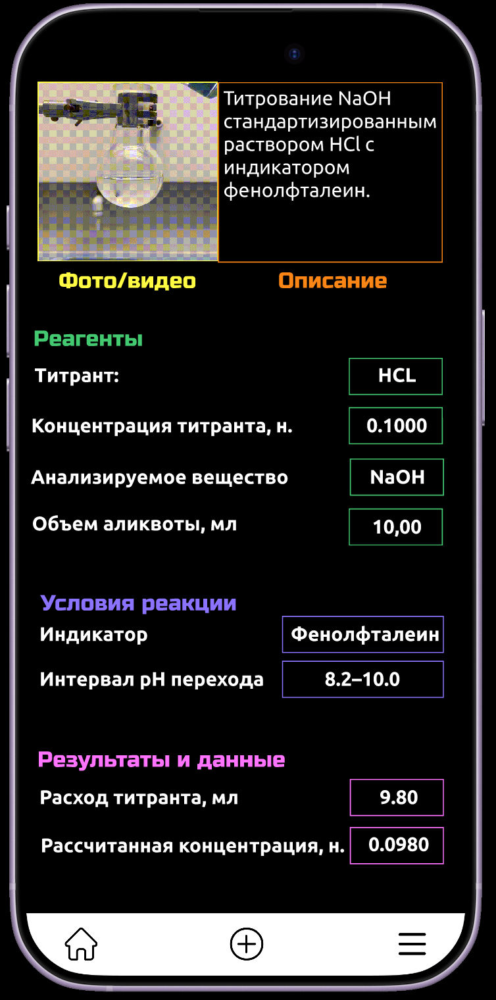 Титрование NaOH
стандартизированным
раствором HCl с
индикатором
фенолфталеин.
Фото/видео
Описание
Реагенты
Титрант:
HCL
Концентрация титранта, н.
0.1000
Анализируемое вещество
NaOH
Объем аликвоты, мл
10,00
Условия реакции
Индикатор
Фенолфталеин
Интервал pH перехода
8.2–10.0
Результаты и данные
Расход титранта, мл
9.80
Рассчитанная концентрация, н.
0.0980